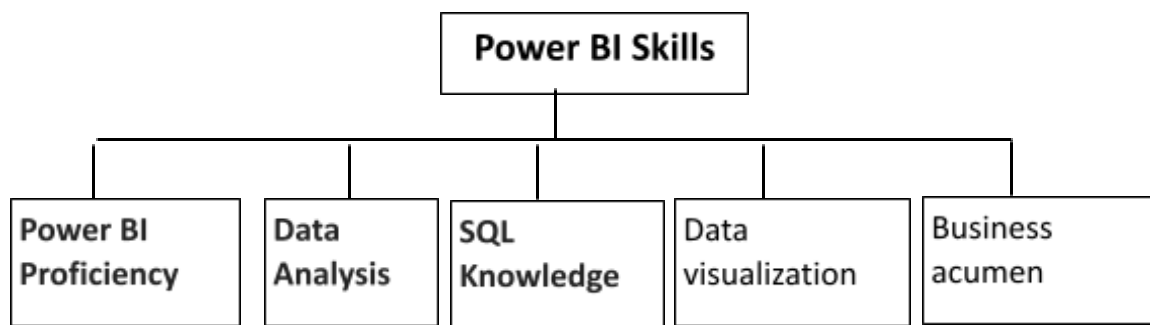 Power BI Skills
Power BI
Proficiency
Data
Analysis
SQL
Knowledge
Data
visualization
Business
acumen